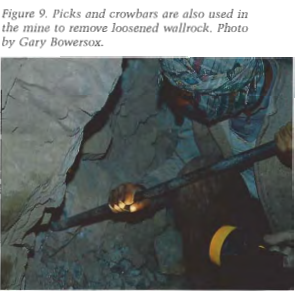 Figure 9. Picks and crowbars are also used in
the mine to remove loosened wallrock. Photo
by Gary Bowersox.